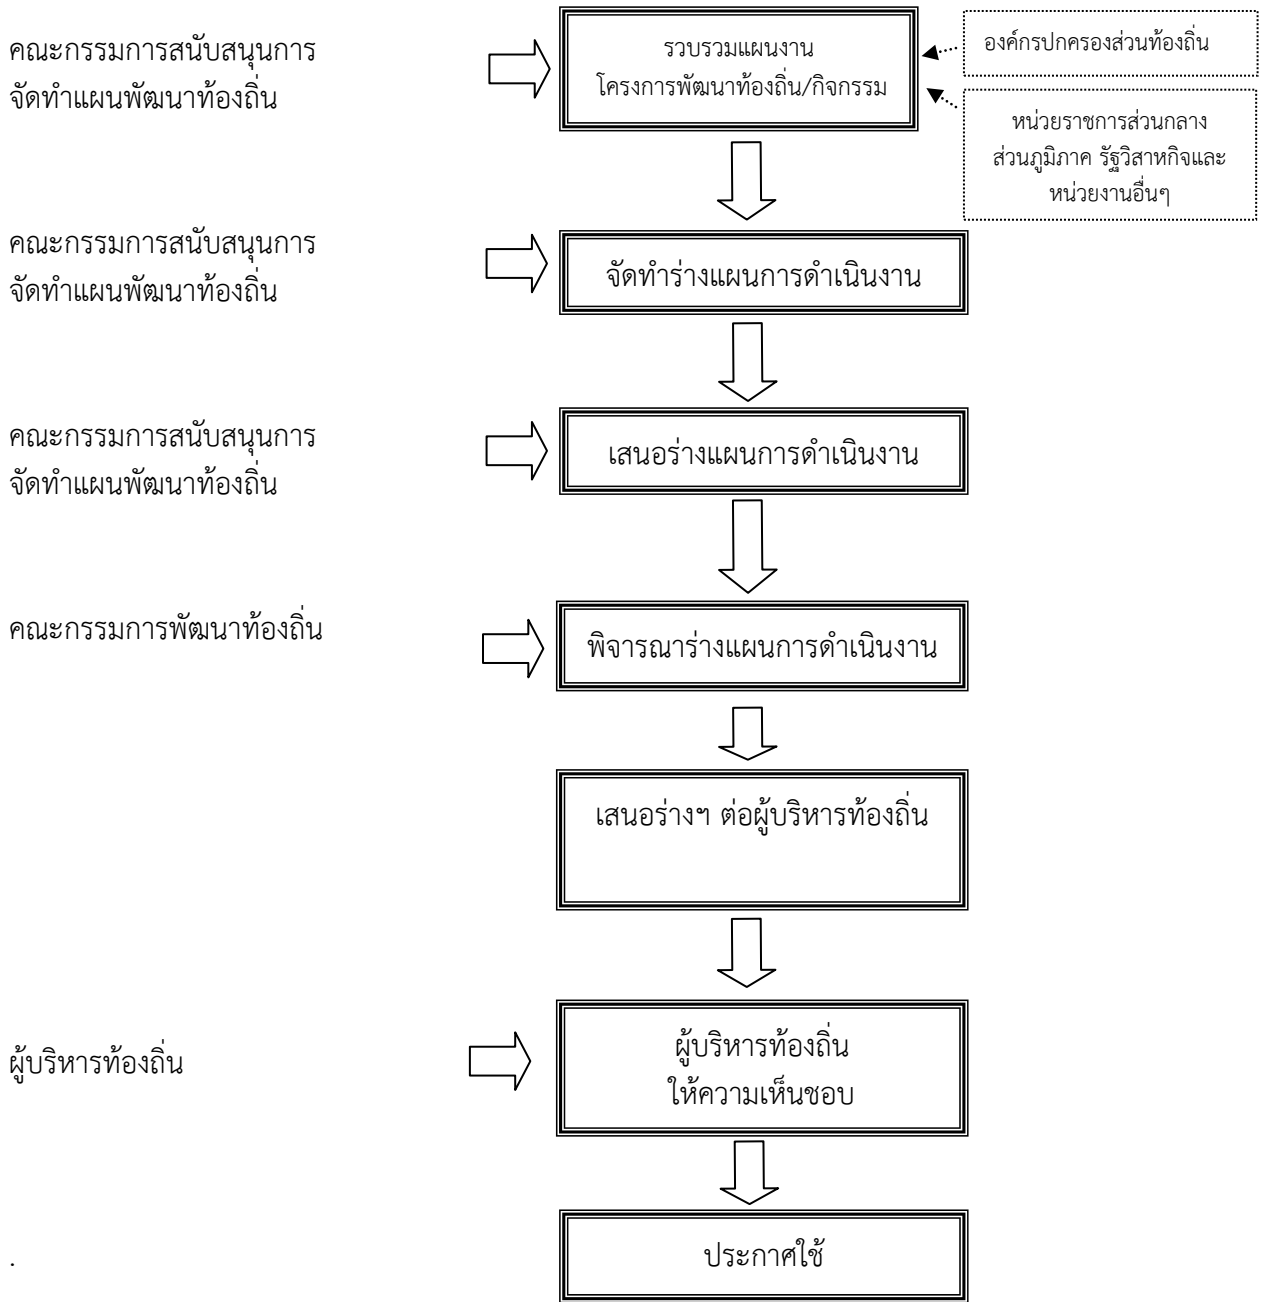 คณะกรรมการสนับสนุนการ
จัดทำแผนพัฒนาท้องถิ่น
รวบรวมแผนงาน
โครงการพัฒนาท้องถิ่น/กิจกรรม
องค์กรปกครองส่วนท้องถิ่น
หน่วยราชการส่วนกลาง
ส่วนภูมิภาค รัฐวิสาหกิจและ
หน่วยงานอื่นๆ
คณะกรรมการสนับสนุนการ
จัดทำแผนพัฒนาท้องถิ่น
จัดทำร่างแผนการดำเนินงาน
คณะกรรมการสนับสนุนการ
จัดทำแผนพัฒนาท้องถิ่น
เสนอร่างแผนการดำเนินงาน
คณะกรรมการพัฒนาท้องถิ่น
พิจารณาร่างแผนการดำเนินงาน
เสนอร่างฯ ต่อผู้บริหารท้องถิ่น
ผู้บริหารท้องถิ่น
ผู้บริหารท้องถิ่น
ให้ความเห็นชอบ
.
ประกาศใช้